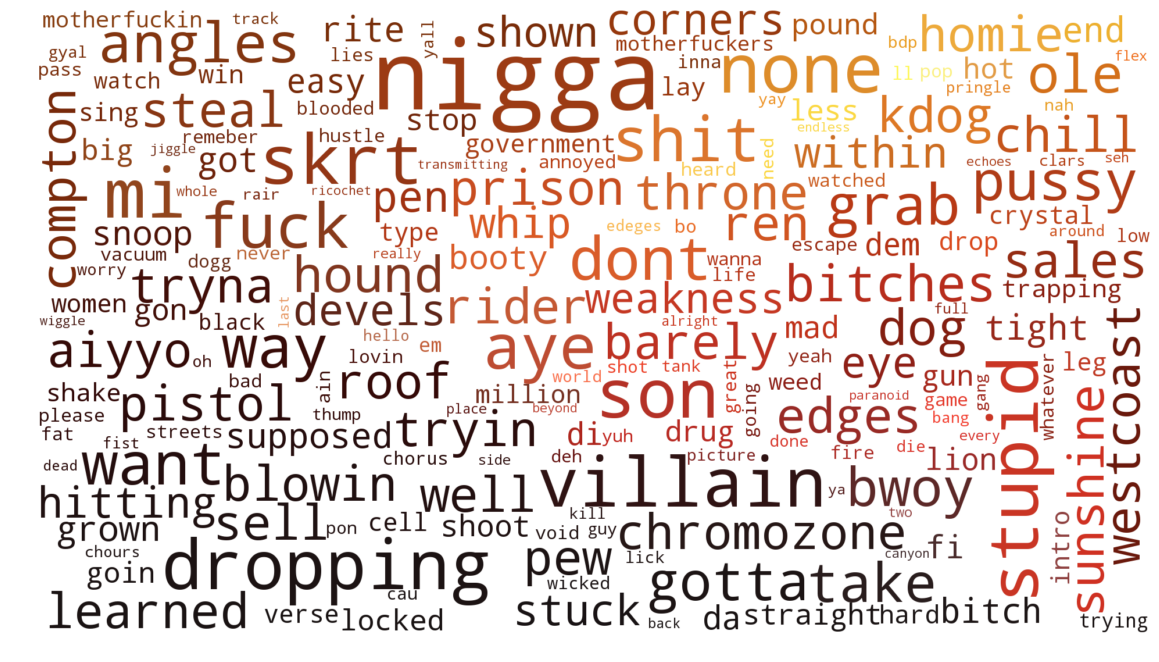 motherfuckin track
angles rite lies yall shown corners pound
gyal pass watch win easy nigga motherfuckers inna none bdp homie end flex
sing steal blooded stop lay yay ll pop hot pringle ole
compton big remeber hustle government shit less endless kdog nah chill
jiggle got skrt transmitting annoyed heard need within echoes clars seh
mi whole rair ricochet pen prison throne watched grab pussy
snoop fuck type whip edeges bo ren escape dem drop crystal around low
vacuum dogg never really booty dont wanna life sales
worry tryna hound bitches trapping
women gon last devels rider weakness full
wiggle black hello alright mad dog tight westcoast
aiyyo oh way lovin em aye barely yeah eye leg
shake bad ain roof world shot tank great weed gun gang stupid whatever sunshine
please pistol thump place million beyond son going paranoid game
fat fist streets supposed tryin di yuh drug edges bang
dead want chorus side deh picture done fire die every lion
hitting blowin well villain ya bwoy
grown sell pon cell shoot void kill guy chromozone two
chours goin dropping pew lick canyon fi intro
cau wicked gotta take
learned verse locked stuck back da straight hard bitch trying